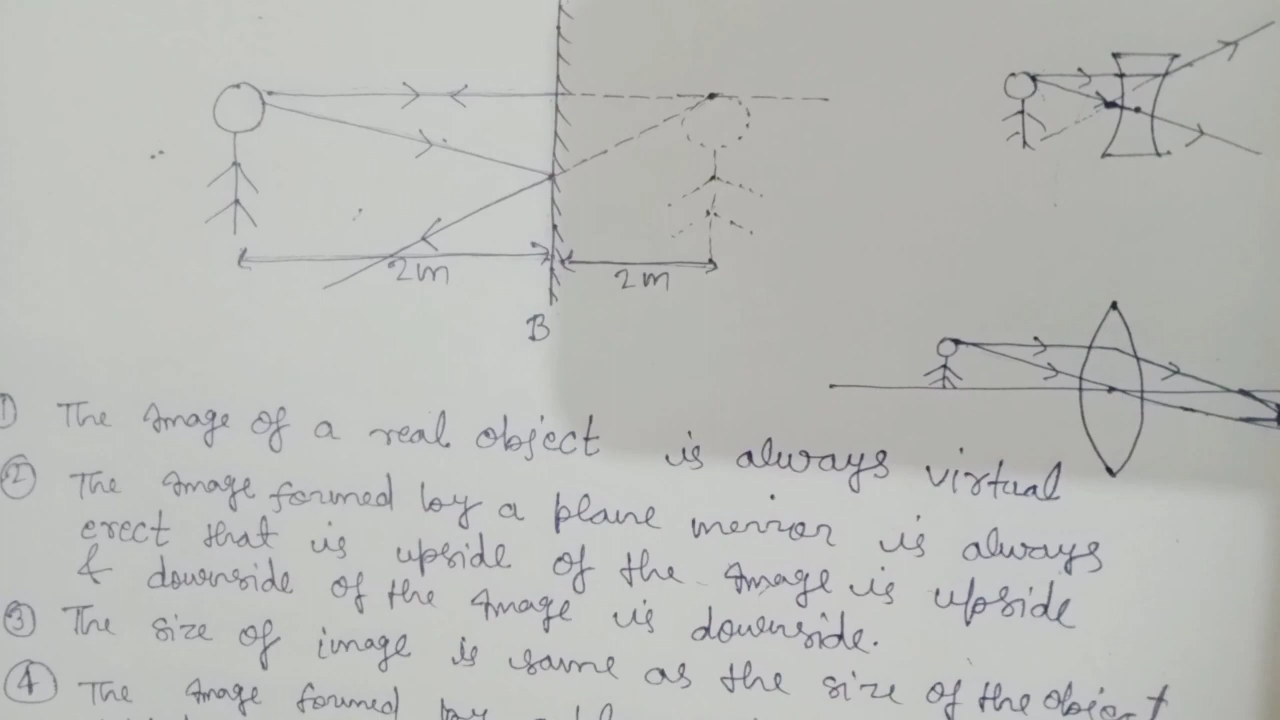 2m
2m
B
① The Image of a real object is always virtual
② The Image formed by a plane merror is always
erect that is upside of the Image is upside
& downside of the Image is downside.
③ The size of image is same as the size of the object
④ The Image formed by